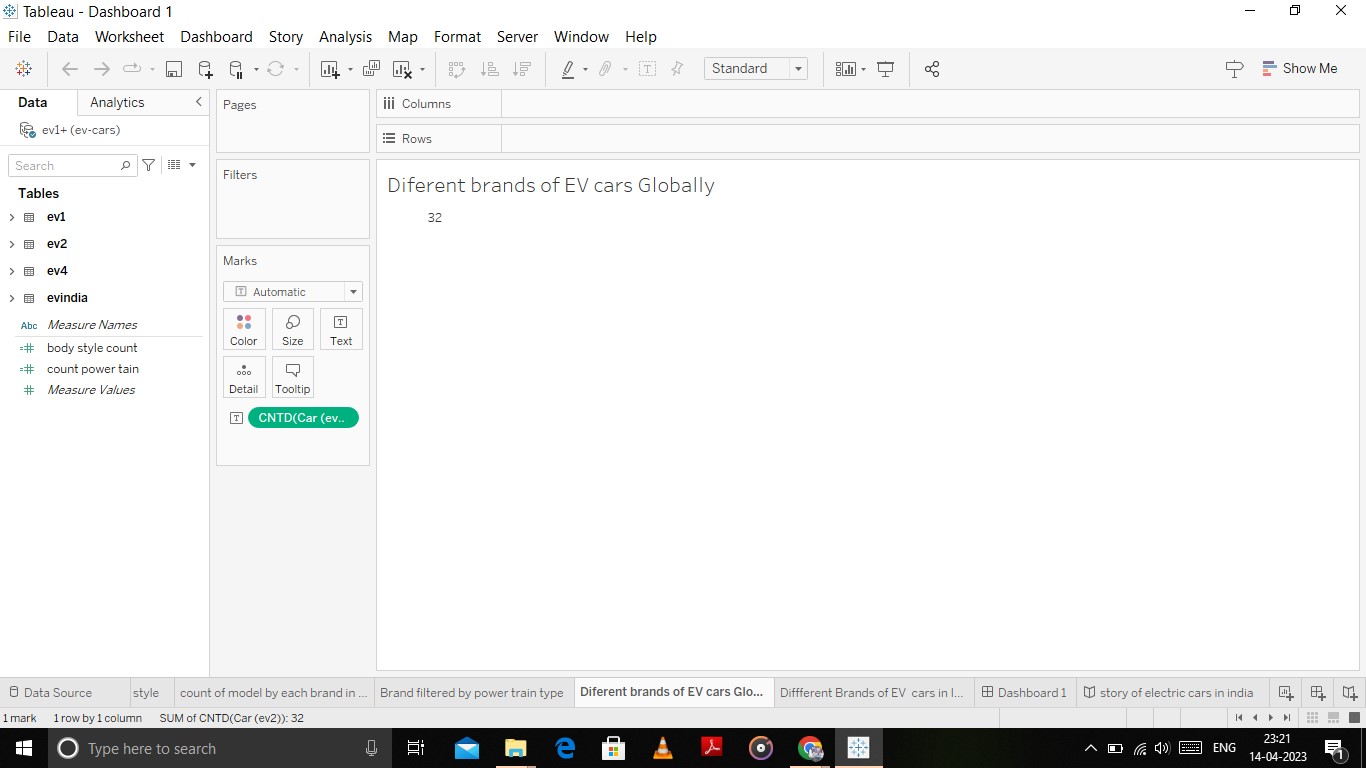 Tableau - Dashboard 1
File Data Worksheet Dashboard Story Analysis Map Format Server Window Help
Standard
Show Me
Data Analytics
Pages
Columns
ev1+ (ev-cars)
Rows
Search
Filters
Tables
Diferent brands of EV cars Globally
ev1
32
ev2
ev4
evindia
Marks
Automatic
Abc Measure Names
Color Size Text
body style count
count power tain
Measure Values
Detail Tooltip
CNTD(Car (ev..
Data Source
style
count of model by each brand in ...
Brand filtered by power train type
Diferent brands of EV cars Glo...
Diffferent Brands of EV cars in I...
Dashboard 1
story of electric cars in india
1 mark 1 row by 1 column SUM of CNTD(Car (ev2)): 32
Type here to search
ENG
23:21
14-04-2023
1